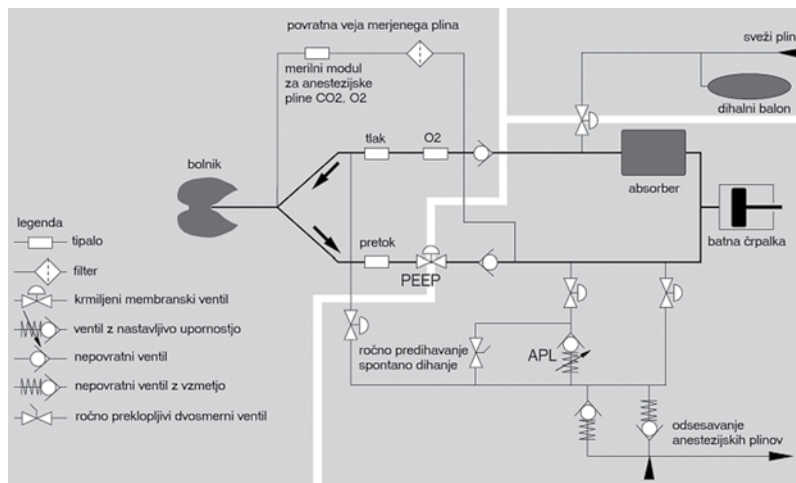 povratna veja merjenega plina
sveži plin
merilni modul
za anestezijske
pline CO2, O2
dihalni balon
tlak
O2
bolnik
absorber
legenda
tipalo
pretok
batna črpalka
PEEP
filter
krmiljeni membranski ventil
ventil z nastavljivo upornostjo
ročno predihavanje
spontano dihanje
APL
nepovratni ventil
nepovratni ventil z vzmetjo
ročno preklopljivi dvosmerni ventil
odsesavanje
anestezijskih plinov